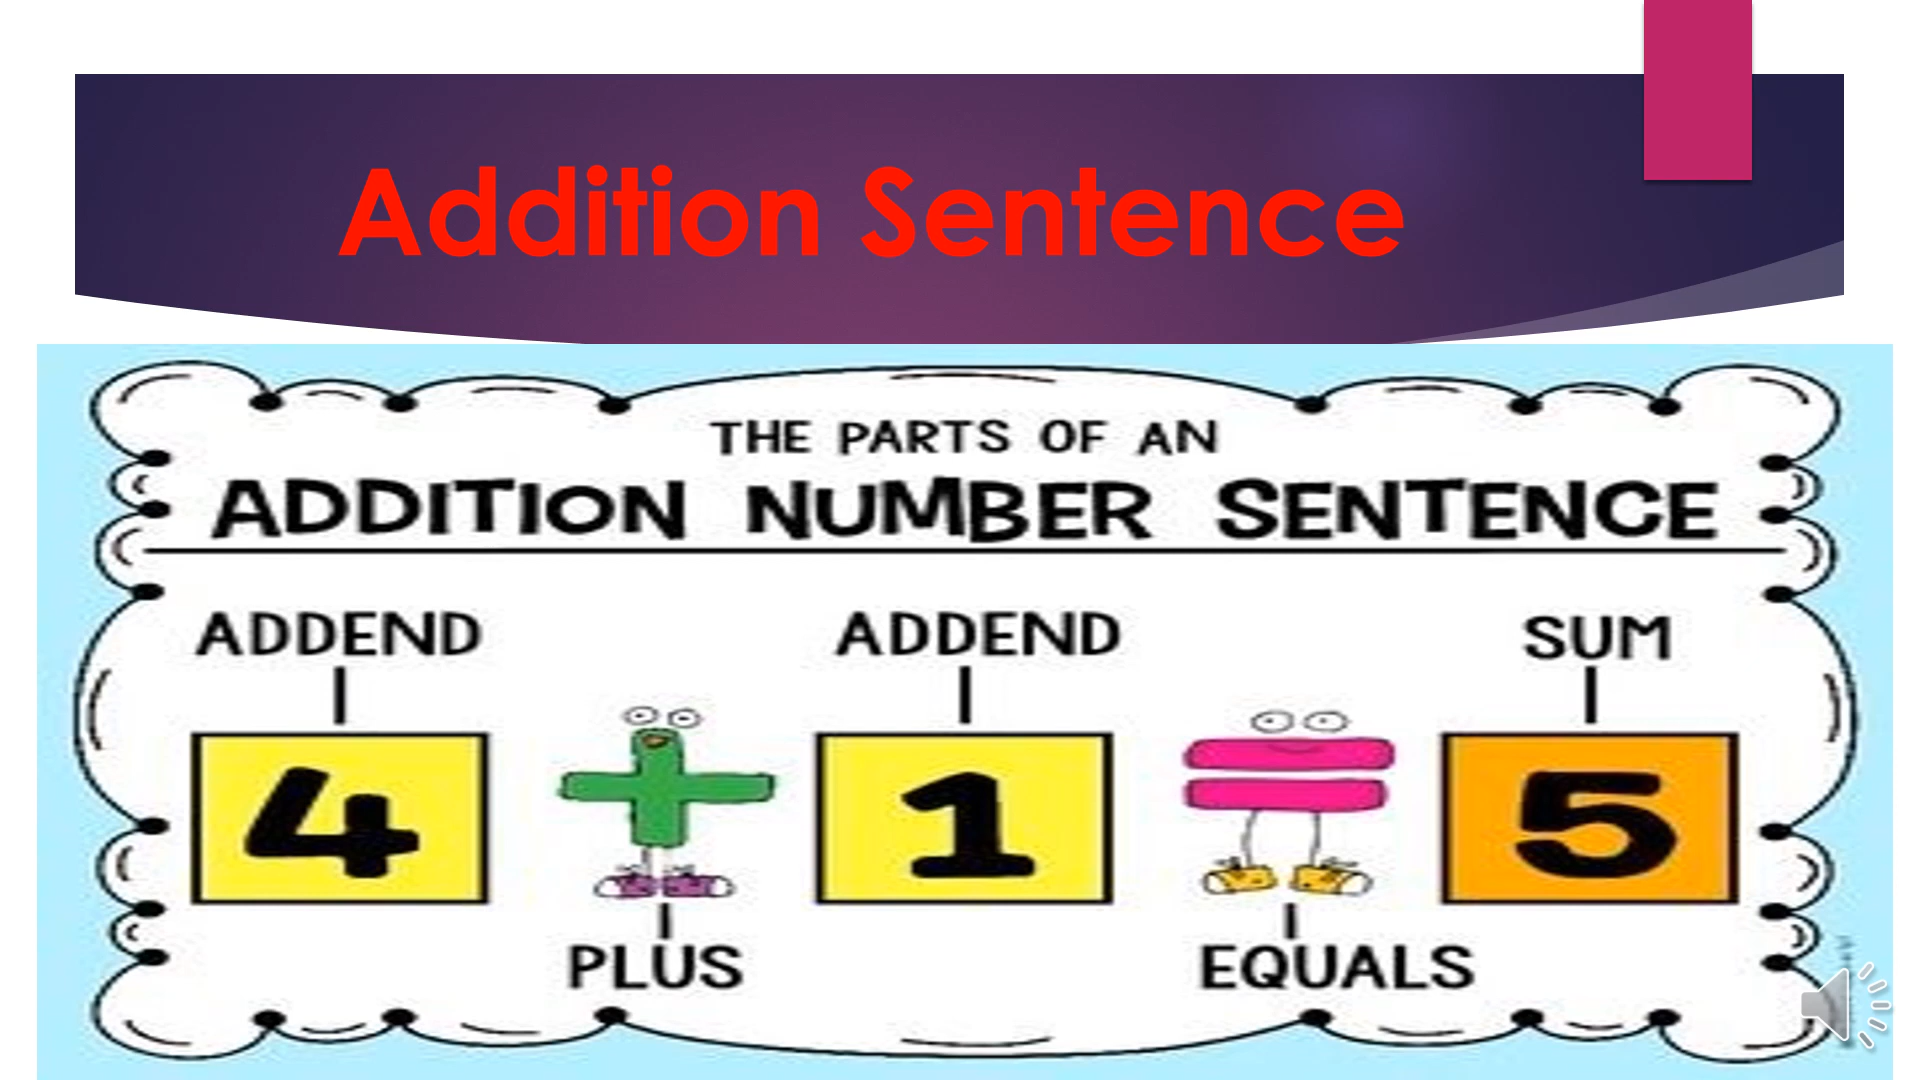 Addition Sentence
THE PARTS OF AN
ADDITION NUMBER SENTENCE
ADDEND ADDEND SUM
4 + 1 = 5
PLUS EQUALS